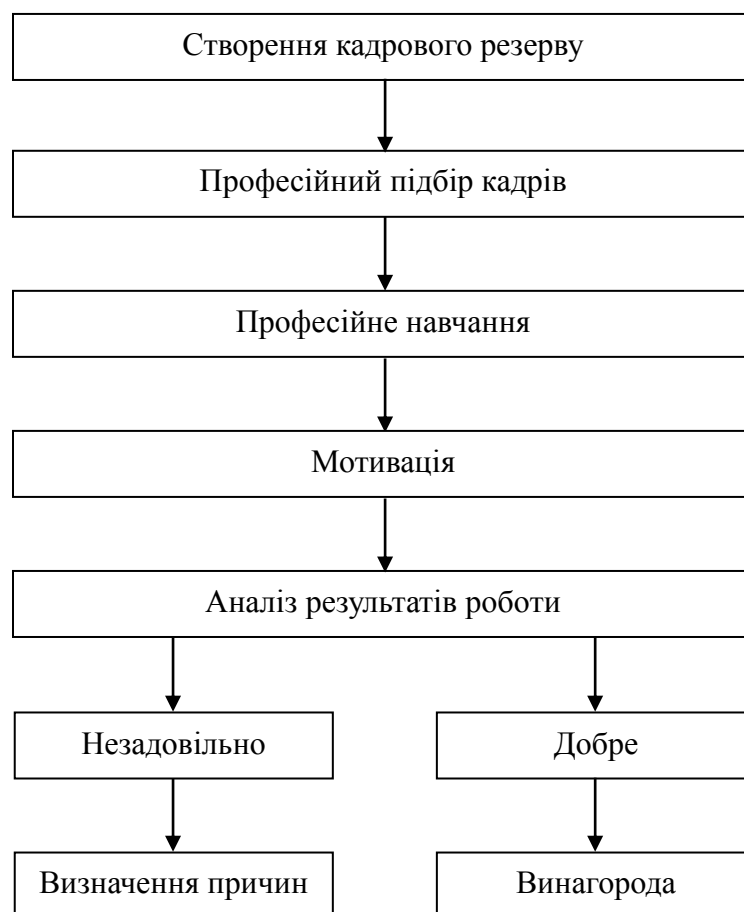 Створення кадрового резерву
Професійний підбір кадрів
Професійне навчання
Мотивація
Аналіз результатів роботи
Незадовільно
Добре
Визначення причин
Винагорода